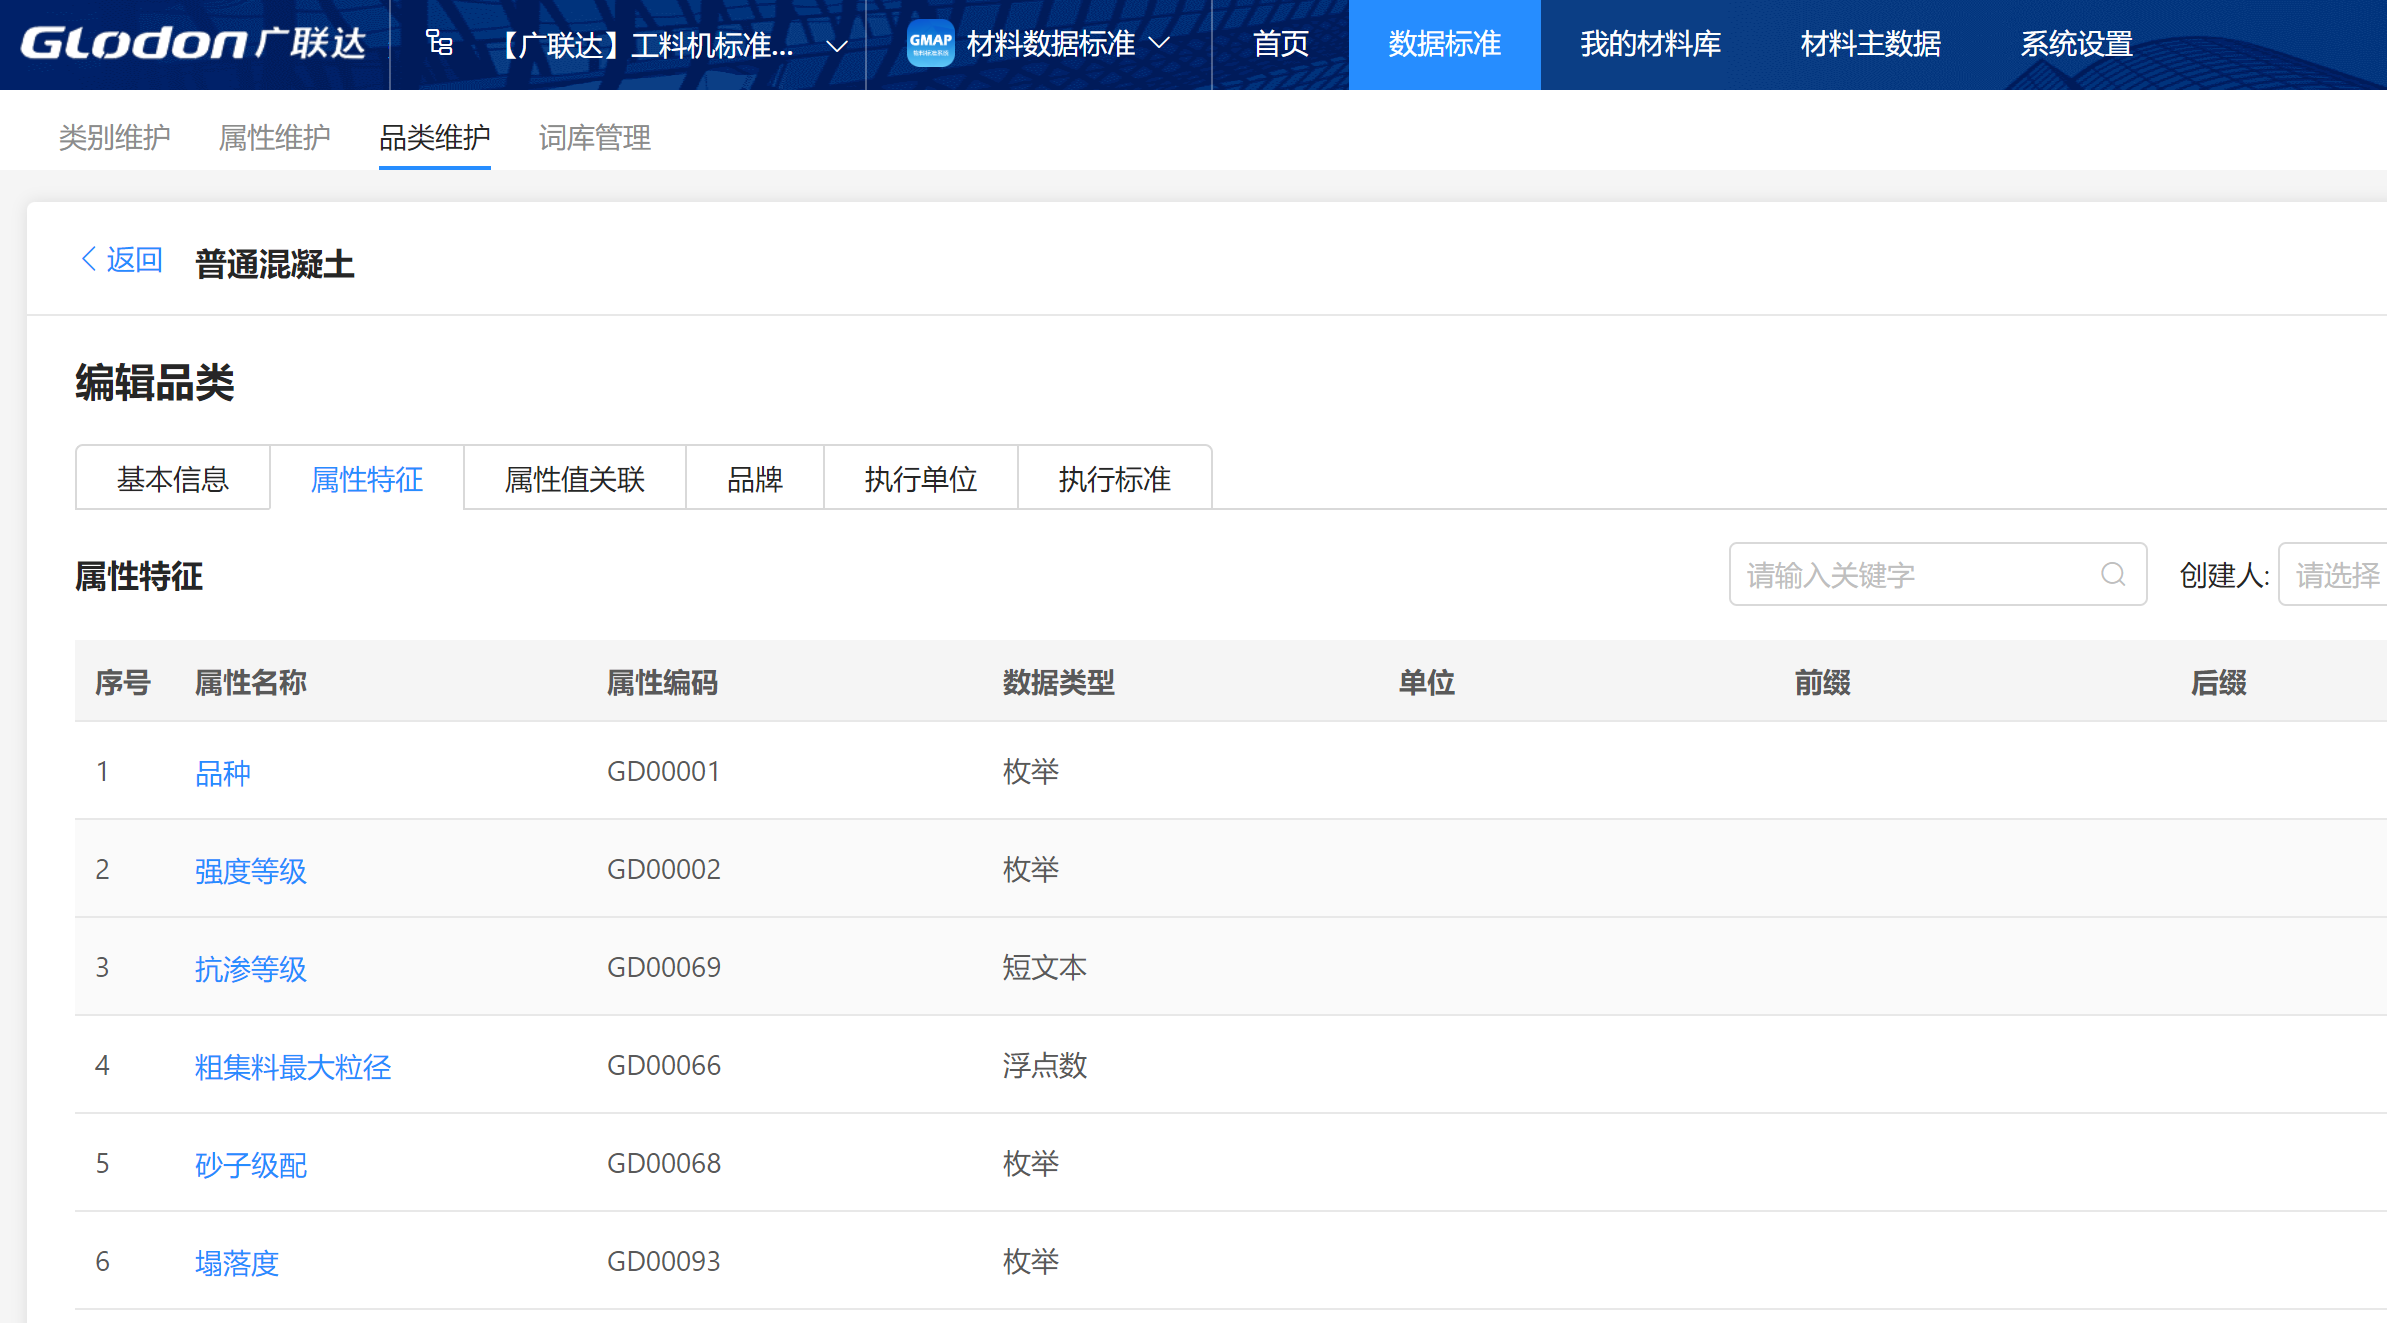 GLodon广联达 【广联达】工料机标准... GMAP 材料数据标准 首页 数据标准 我的材料库 材料主数据 系统设置
类别维护 属性维护 品类维护 词库管理
返回 普通混凝土
编辑品类
基本信息 属性特征 属性值关联 品牌 执行单位 执行标准
属性特征 请输入关键字 创建人: 请选择
序号 属性名称 属性编码 数据类型 单位 前缀 后缀
1 品种 GD00001 枚举
2 强度等级 GD00002 枚举
3 抗渗等级 GD00069 短文本
4 粗集料最大粒径 GD00066 浮点数
5 砂子级配 GD00068 枚举
6 塌落度 GD00093 枚举